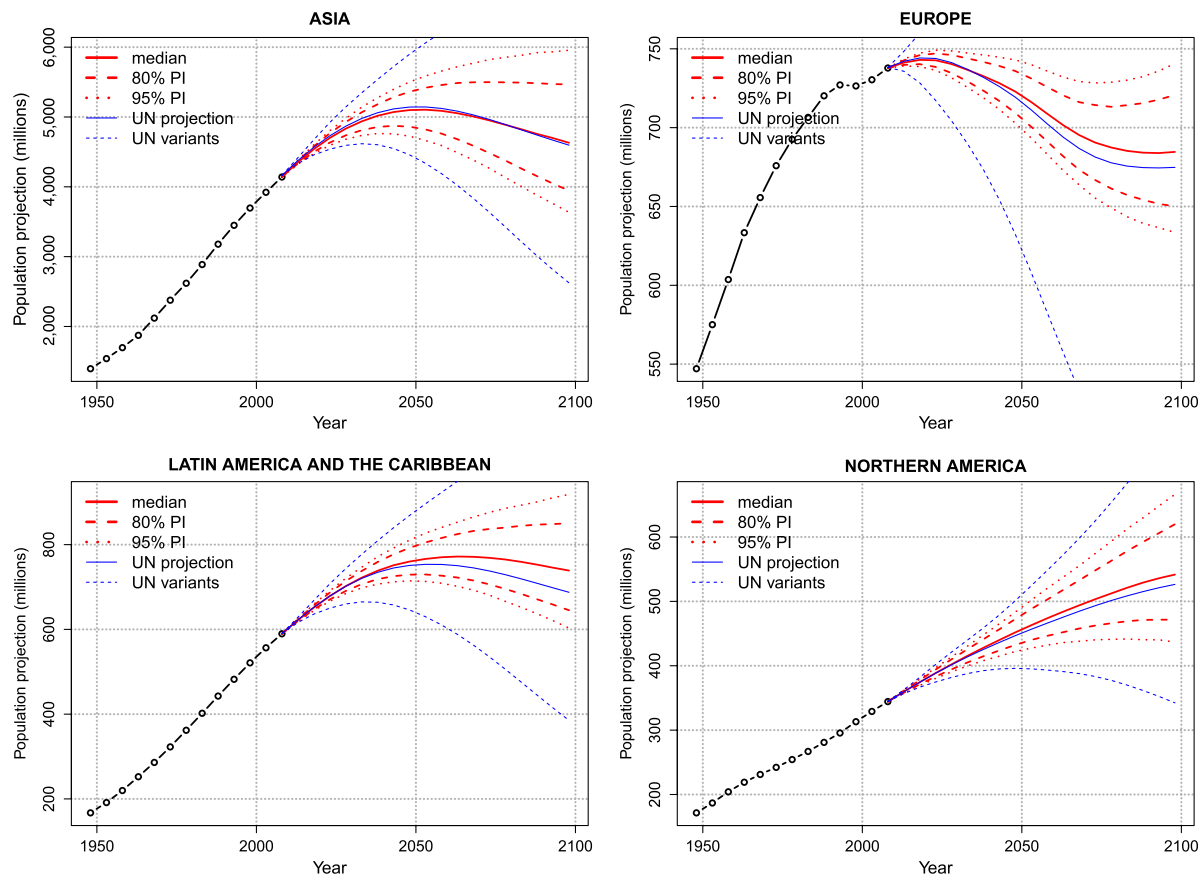 ASIA
6,000
5,000
4,000
3,000
2,000
Population projection (millions)
median
80% PI
95% PI
UN projection
UN variants
1950
2000
2050
2100
Year
EUROPE
750
700
650
600
550
Population projection (millions)
median
80% PI
95% PI
UN projection
UN variants
1950
2000
2050
2100
Year
LATIN AMERICA AND THE CARIBBEAN
800
600
400
200
Population projection (millions)
median
80% PI
95% PI
UN projection
UN variants
1950
2000
2050
2100
Year
NORTHERN AMERICA
600
500
400
300
200
Population projection (millions)
median
80% PI
95% PI
UN projection
UN variants
1950
2000
2050
2100
Year